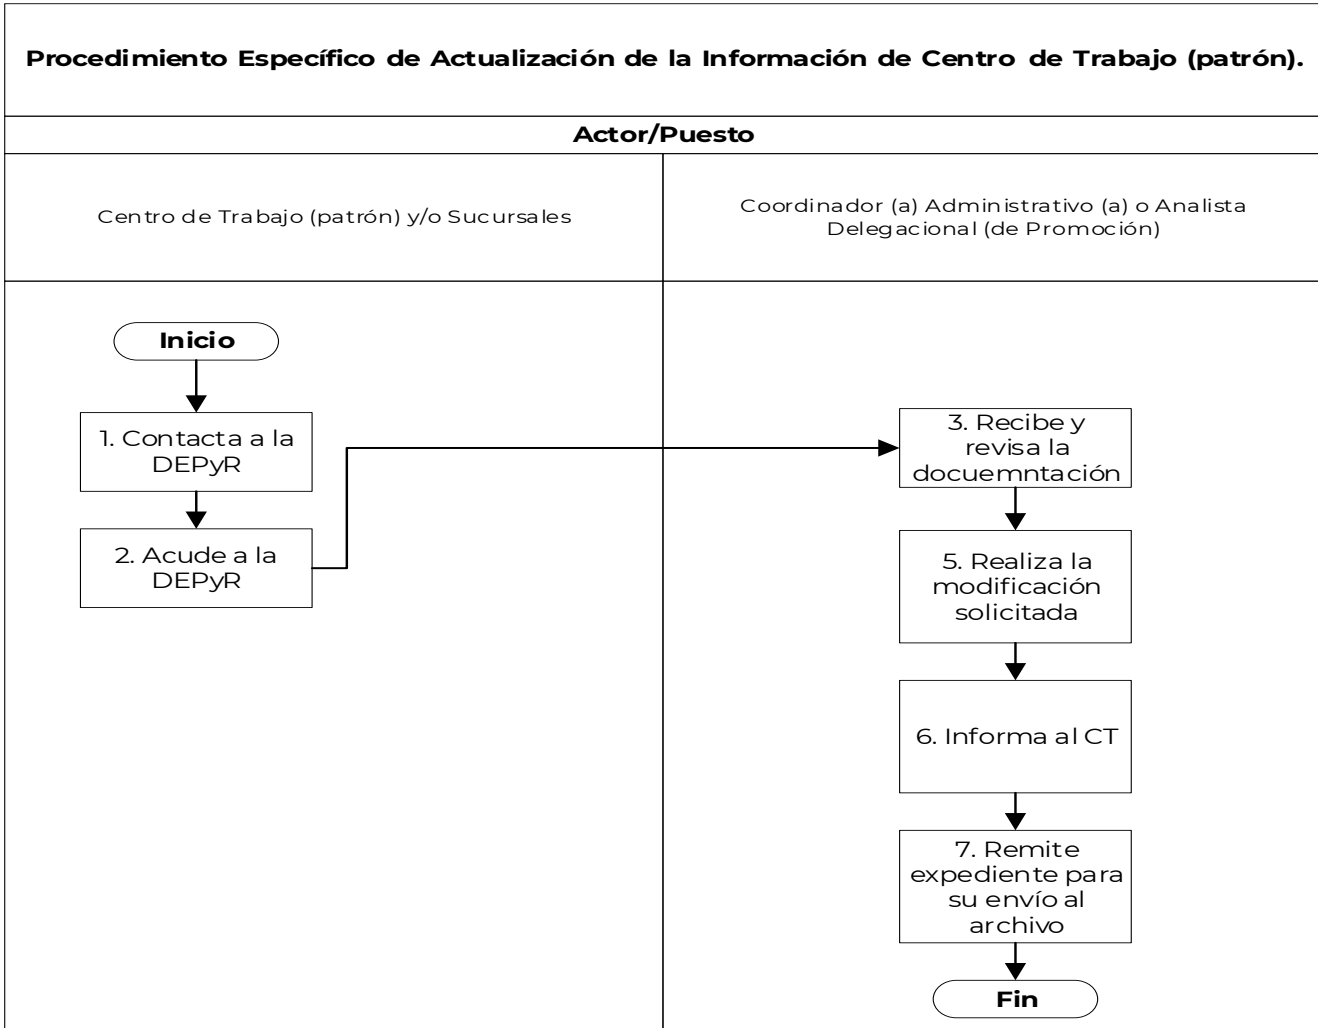 Procedimiento Específico de Actualización de la Información de Centro de Trabajo (patrón).
Actor/Puesto
Centro de Trabajo (patrón) y/o Sucursales
Coordinador (a) Administrativo (a) o Analista
Delegacional (de Promoción)
Inicio
1. Contacta a la
DEPyR
2. Acude a la
DEPyR
3. Recibe y
revisa la
docuemntación
5. Realiza la
modificación
solicitada
6. Informa al CT
7. Remite
expediente para
su envío al
archivo
Fin